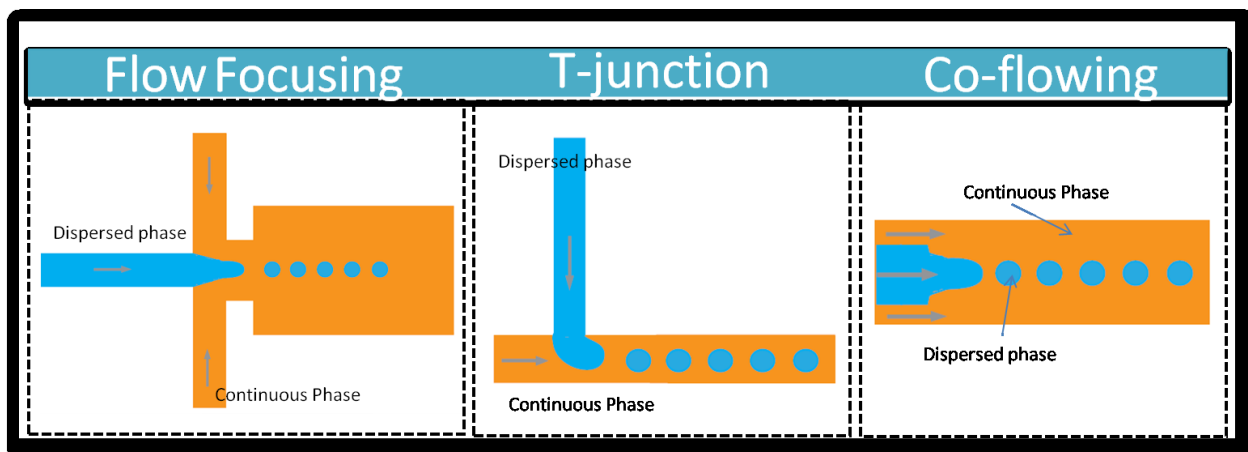 Flow Focusing
T-junction
Co-flowing
Dispersed phase
Continuous Phase
Dispersed phase
Continuous Phase
Continuous Phase
Dispersed phase